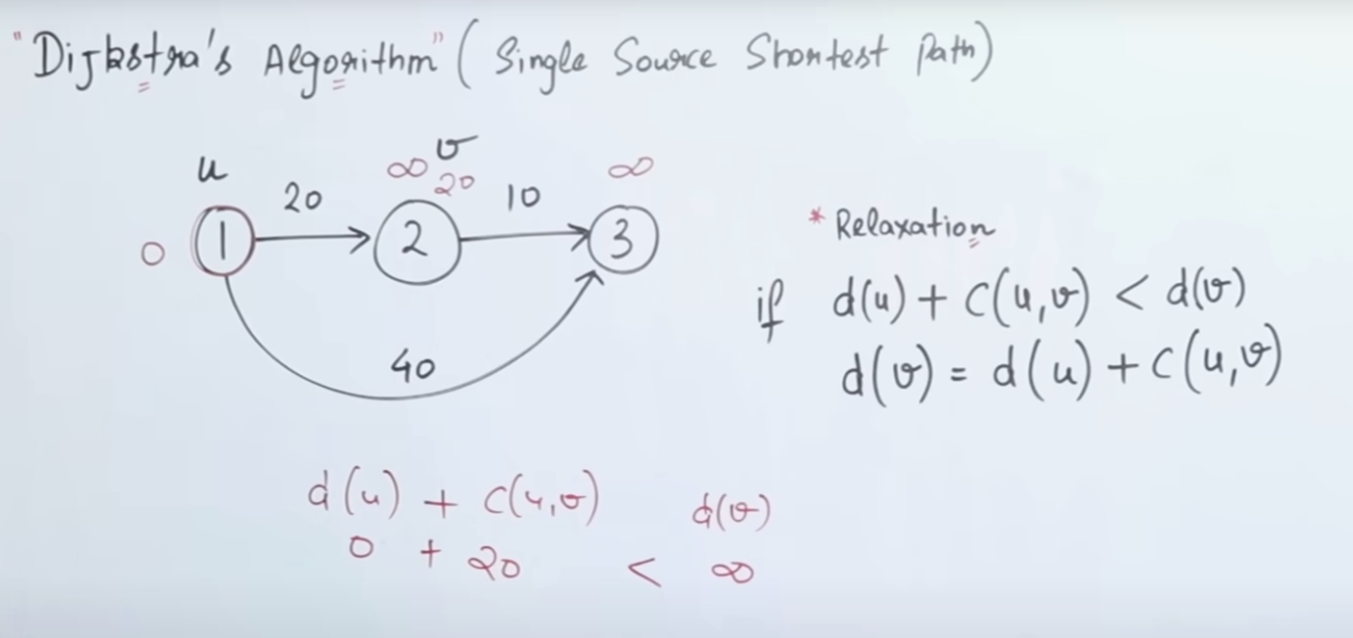 "Dijkstra's Algorithm" (Single Source Shortest Path)
u
∞ v
∞
20
20
10
0
1
2
3
40
* Relaxation
if d(u) + C(u,v) < d(v)
d(v) = d(u) + C(u,v)
d(u) + C(u,v) d(v)
0 + 20 < ∞